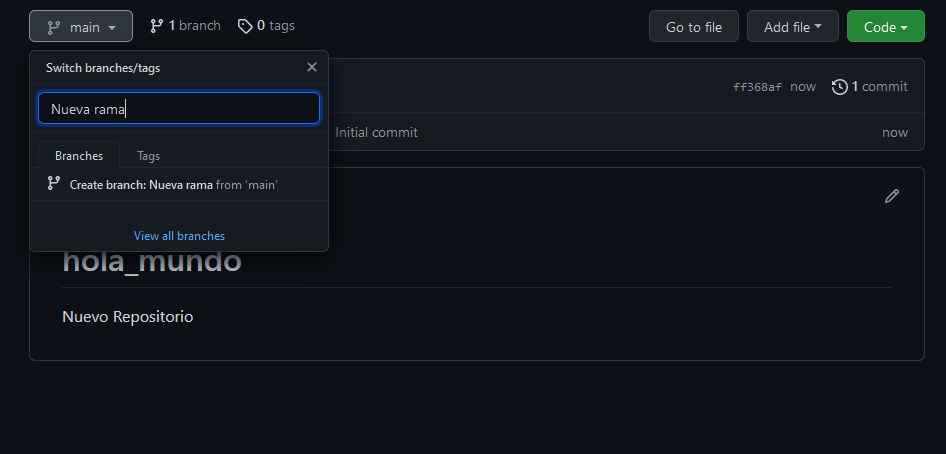 main 1 branch 0 tags Go to file Add file Code
Switch branches/tags
ff368af now 1 commit
Nueva rama
Initial commit now
Branches Tags
Create branch: Nueva rama from 'main'
View all branches
hola_mundo
Nuevo Repositorio